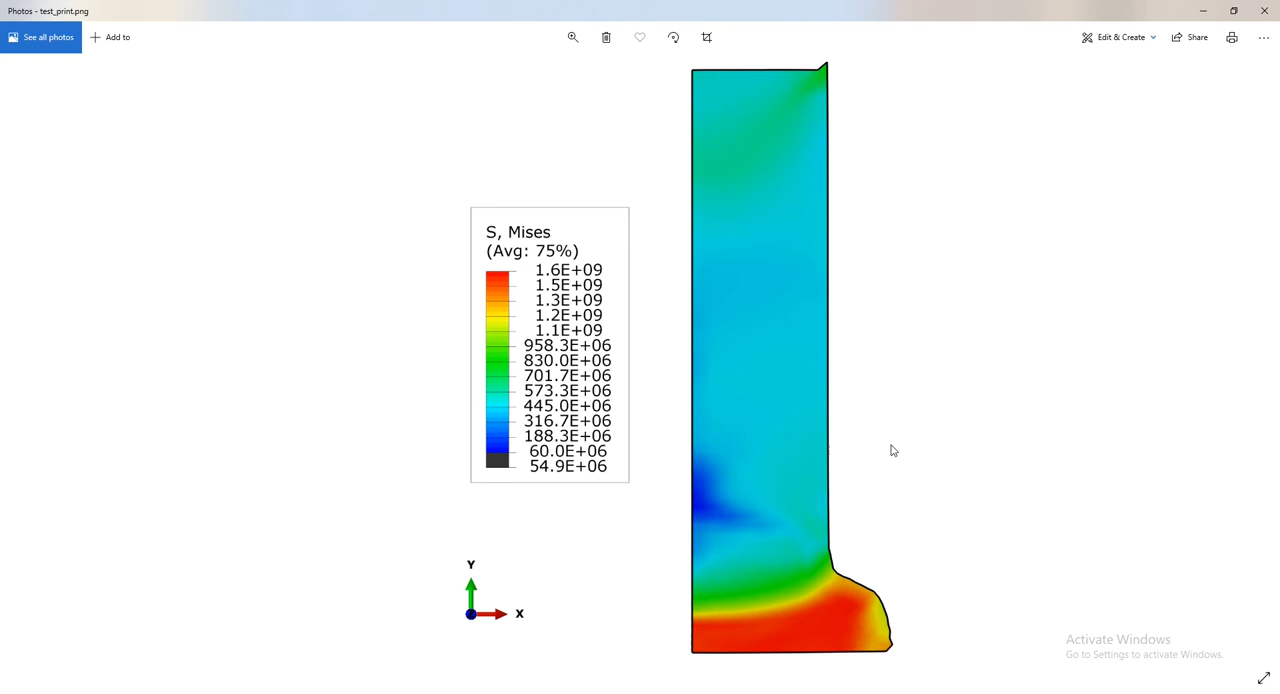 Photos - test_print.png
See all photos
Add to
Edit & Create
Share
S, Mises
(Avg: 75%)
1.6E+09
1.5E+09
1.3E+09
1.2E+09
1.1E+09
958.3E+06
830.0E+06
701.7E+06
573.3E+06
445.0E+06
316.7E+06
188.3E+06
60.0E+06
54.9E+06
Y
X
Activate Windows
Go to Settings to activate Windows.